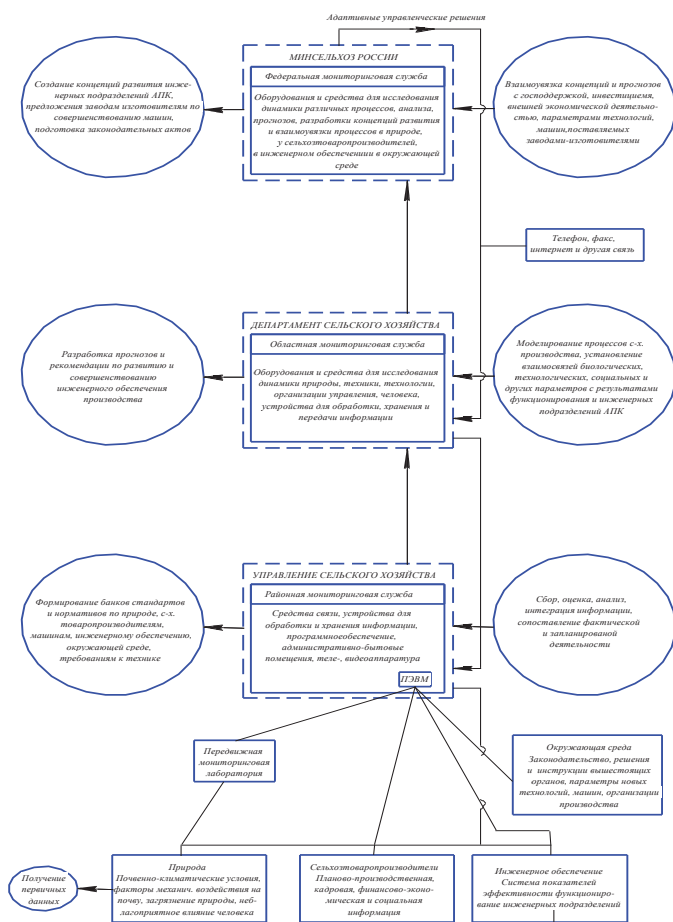 Адаптивные управленческие решения
МИНСЕЛЬХОЗ РОССИИ
Федеральная мониторинговая служба
Оборудования и средства для исследования
динамики различных процессов, анализа,
прогнозов, разработки концепций развития
и взаимоувязки процессов в природе,
у сельхозтоваропроизводителей,
в инженерном обеспечении и окружающей
среде
Создание концепций развития инже-
нерных подразделений АПК,
предложения заводам изготовителям по
совершенствованию машин,
подготовка законодательных актов
Взаимоувязка концепций и прогнозов
с господдержкой, инвестициемя,
внешней экономической деятельно-
стью, параметрами технологий,
машин,поставляемых
заводами-изготовителями
Телефон, факс,
интернет и другая связь
ДЕПАРТАМЕНТ СЕЛЬСКОГО ХОЗЯЙСТВА
Областная мониторинговая служба
Оборудования и средства для исследования
динамики природы, техники, технологии,
организации управления, человека,
устройства для обработки, хранения и
передачи информации
Разработка прогнозов и
рекомендации по развитию и
совершенствованию
инженерного обеспечения
производства
Моделирование процессов с-х.
производства, установление
взаимосвязей биологических,
технологических, социальных и
других параметров с результатами
функционирования и инженерных
подразделений АПК
УПРАВЛЕНИЕ СЕЛЬСКОГО ХОЗЯЙСТВА
Районная мониторинговая служба
Средства связи, устройства для
обработки и хранения информации,
программноеобеспечение,
административно-бытовые
помещения, теле-, видеоаппаратура
ПЭВМ
Формирование банков стандартов
и нормативов по природе, с-х.
товаропроизводителям,
машинам, инженерному обеспечению,
окружающей среде,
требованиям к технике
Сбор, оценка, анализ,
интеграция информации,
сопоставление фактической
и запланированой
деятельности
Передвижная
мониторинговая
лаборатория
Окружающая среда
Законодательство, решения
и инструкции вышестоящих
органов, параметры новых
технологий, машин, организации
производства
Получение
первичных
данных
Природа
Почвенно-климатические условия,
факторы механич. воздействия на
почву, загрязнение природы, неб-
лагоприятное влияние человека
Сельхозтоваропроизводители
Планово-производственная,
кадровая, финансово-эконо-
мическая и социальная
информация
Инженерное обеспечение
Система показателей
эффективности функциониро-
вание инженерных подразделений